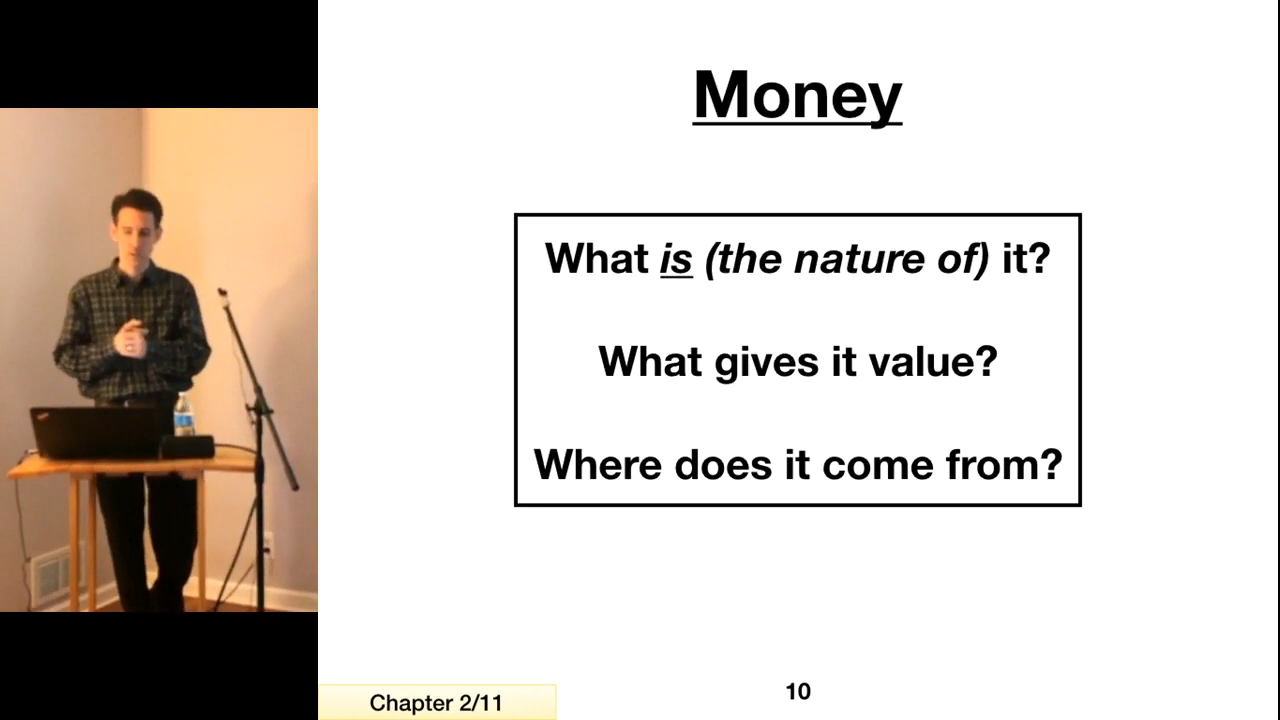 Money
What is (the nature of) it?
What gives it value?
Where does it come from?
Chapter 2/11
10